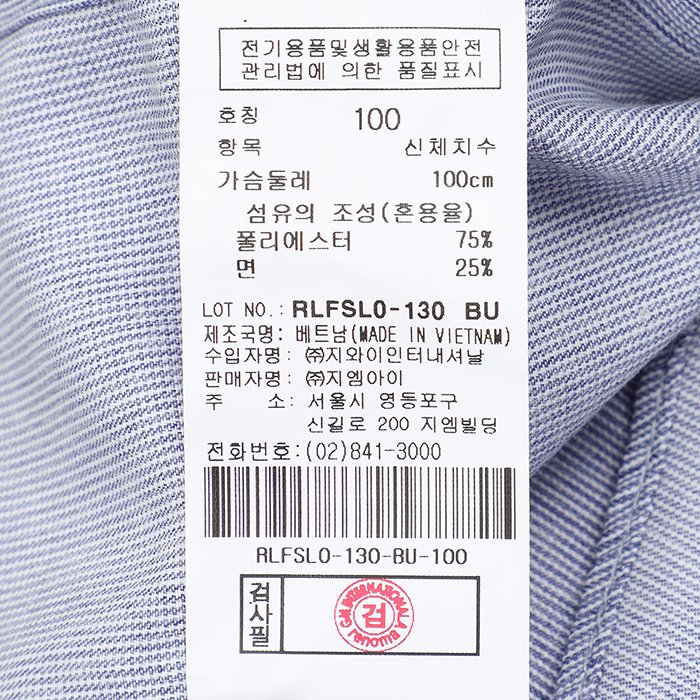 전기용품및생활용품안전
관리법에 의한 품질표시
호칭 100
항목 신체치수
가슴둘레 100cm
섬유의 조성(혼용율)
폴리에스터 75%
면 25%
LOT NO.: RLFSL0-130 BU
제조국명: 베트남(MADE IN VIETNAM)
수입자명: ㈜지와이인터내셔날
판매자명: ㈜지엠아이
주 소: 서울시 영등포구
신길로 200 지엠빌딩
전화번호:(02)841-3000
RLFSL0-130-BU-100
검사필
INTERNATIONAL
검
renoma